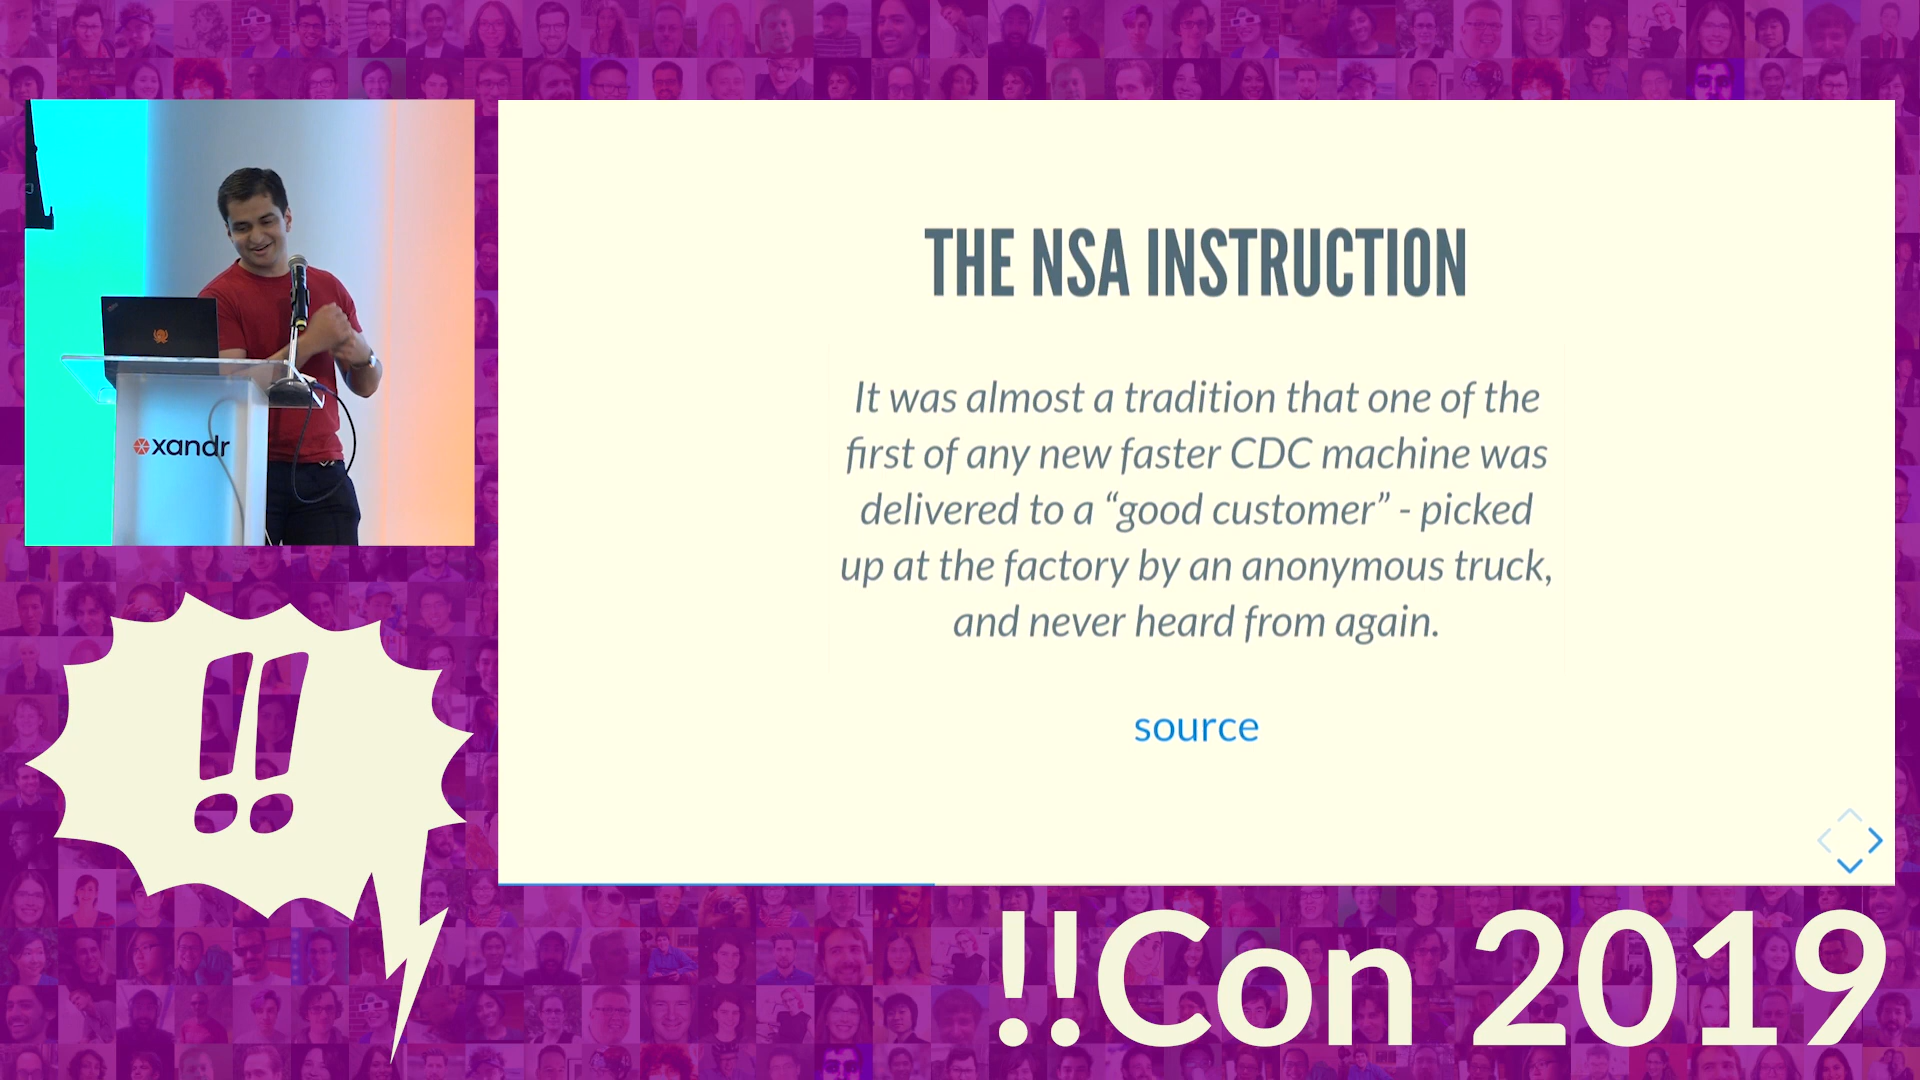 THE NSA INSTRUCTION
It was almost a tradition that one of the
first of any new faster CDC machine was
delivered to a “good customer” - picked
up at the factory by an anonymous truck,
and never heard from again.
source
xandr
!!
!!Con 2019